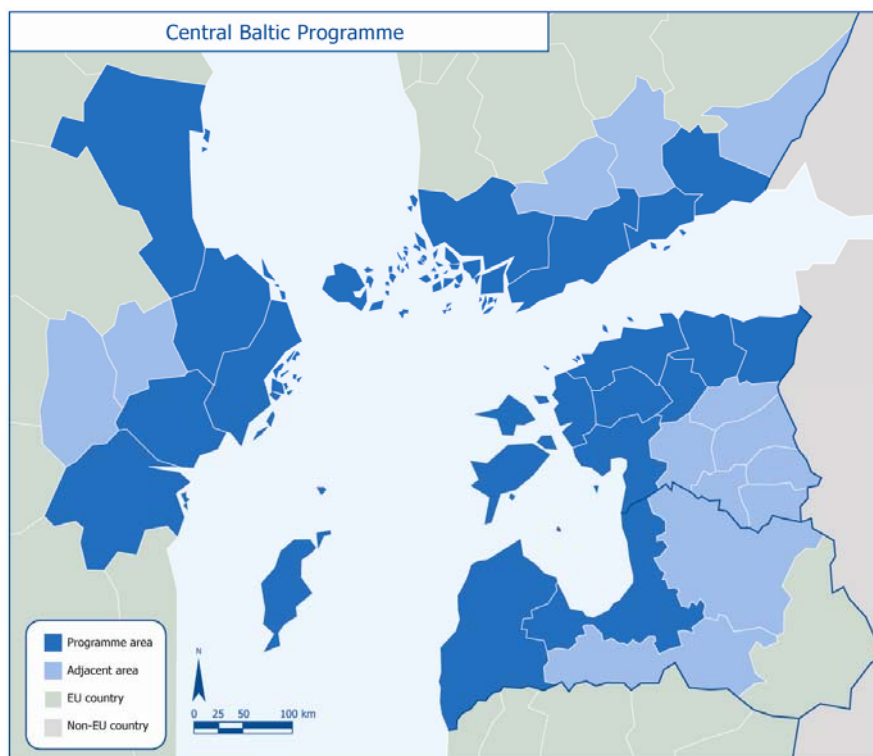 Central Baltic Programme
Programme area
Adjacent area
EU country
Non-EU country
N
0 25 50 100 km